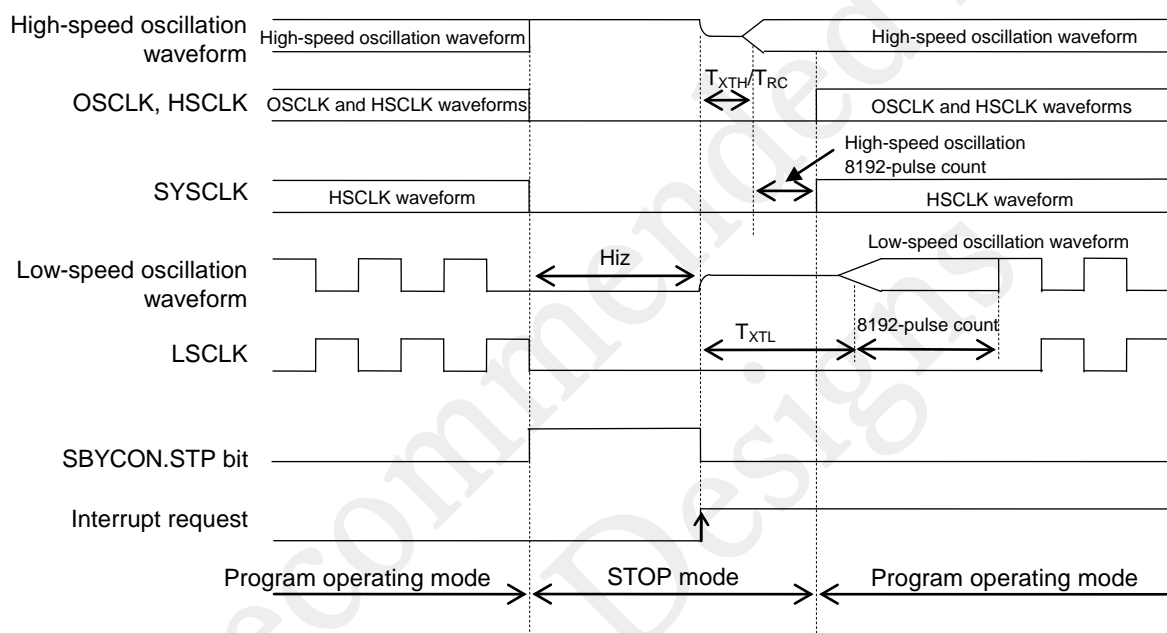 High-speed oscillation
waveform
High-speed oscillation waveform
High-speed oscillation waveform
TXTH/TRC
OSCLK, HSCLK
OSCLK and HSCLK waveforms
OSCLK and HSCLK waveforms
High-speed oscillation
8192-pulse count
SYSCLK
HSCLK waveform
HSCLK waveform
Low-speed oscillation
waveform
Hiz
Low-speed oscillation waveform
TXTL
8192-pulse count
LSCLK
SBYCON.STP bit
Interrupt request
Program operating mode
STOP mode
Program operating mode
ecommended
Designs